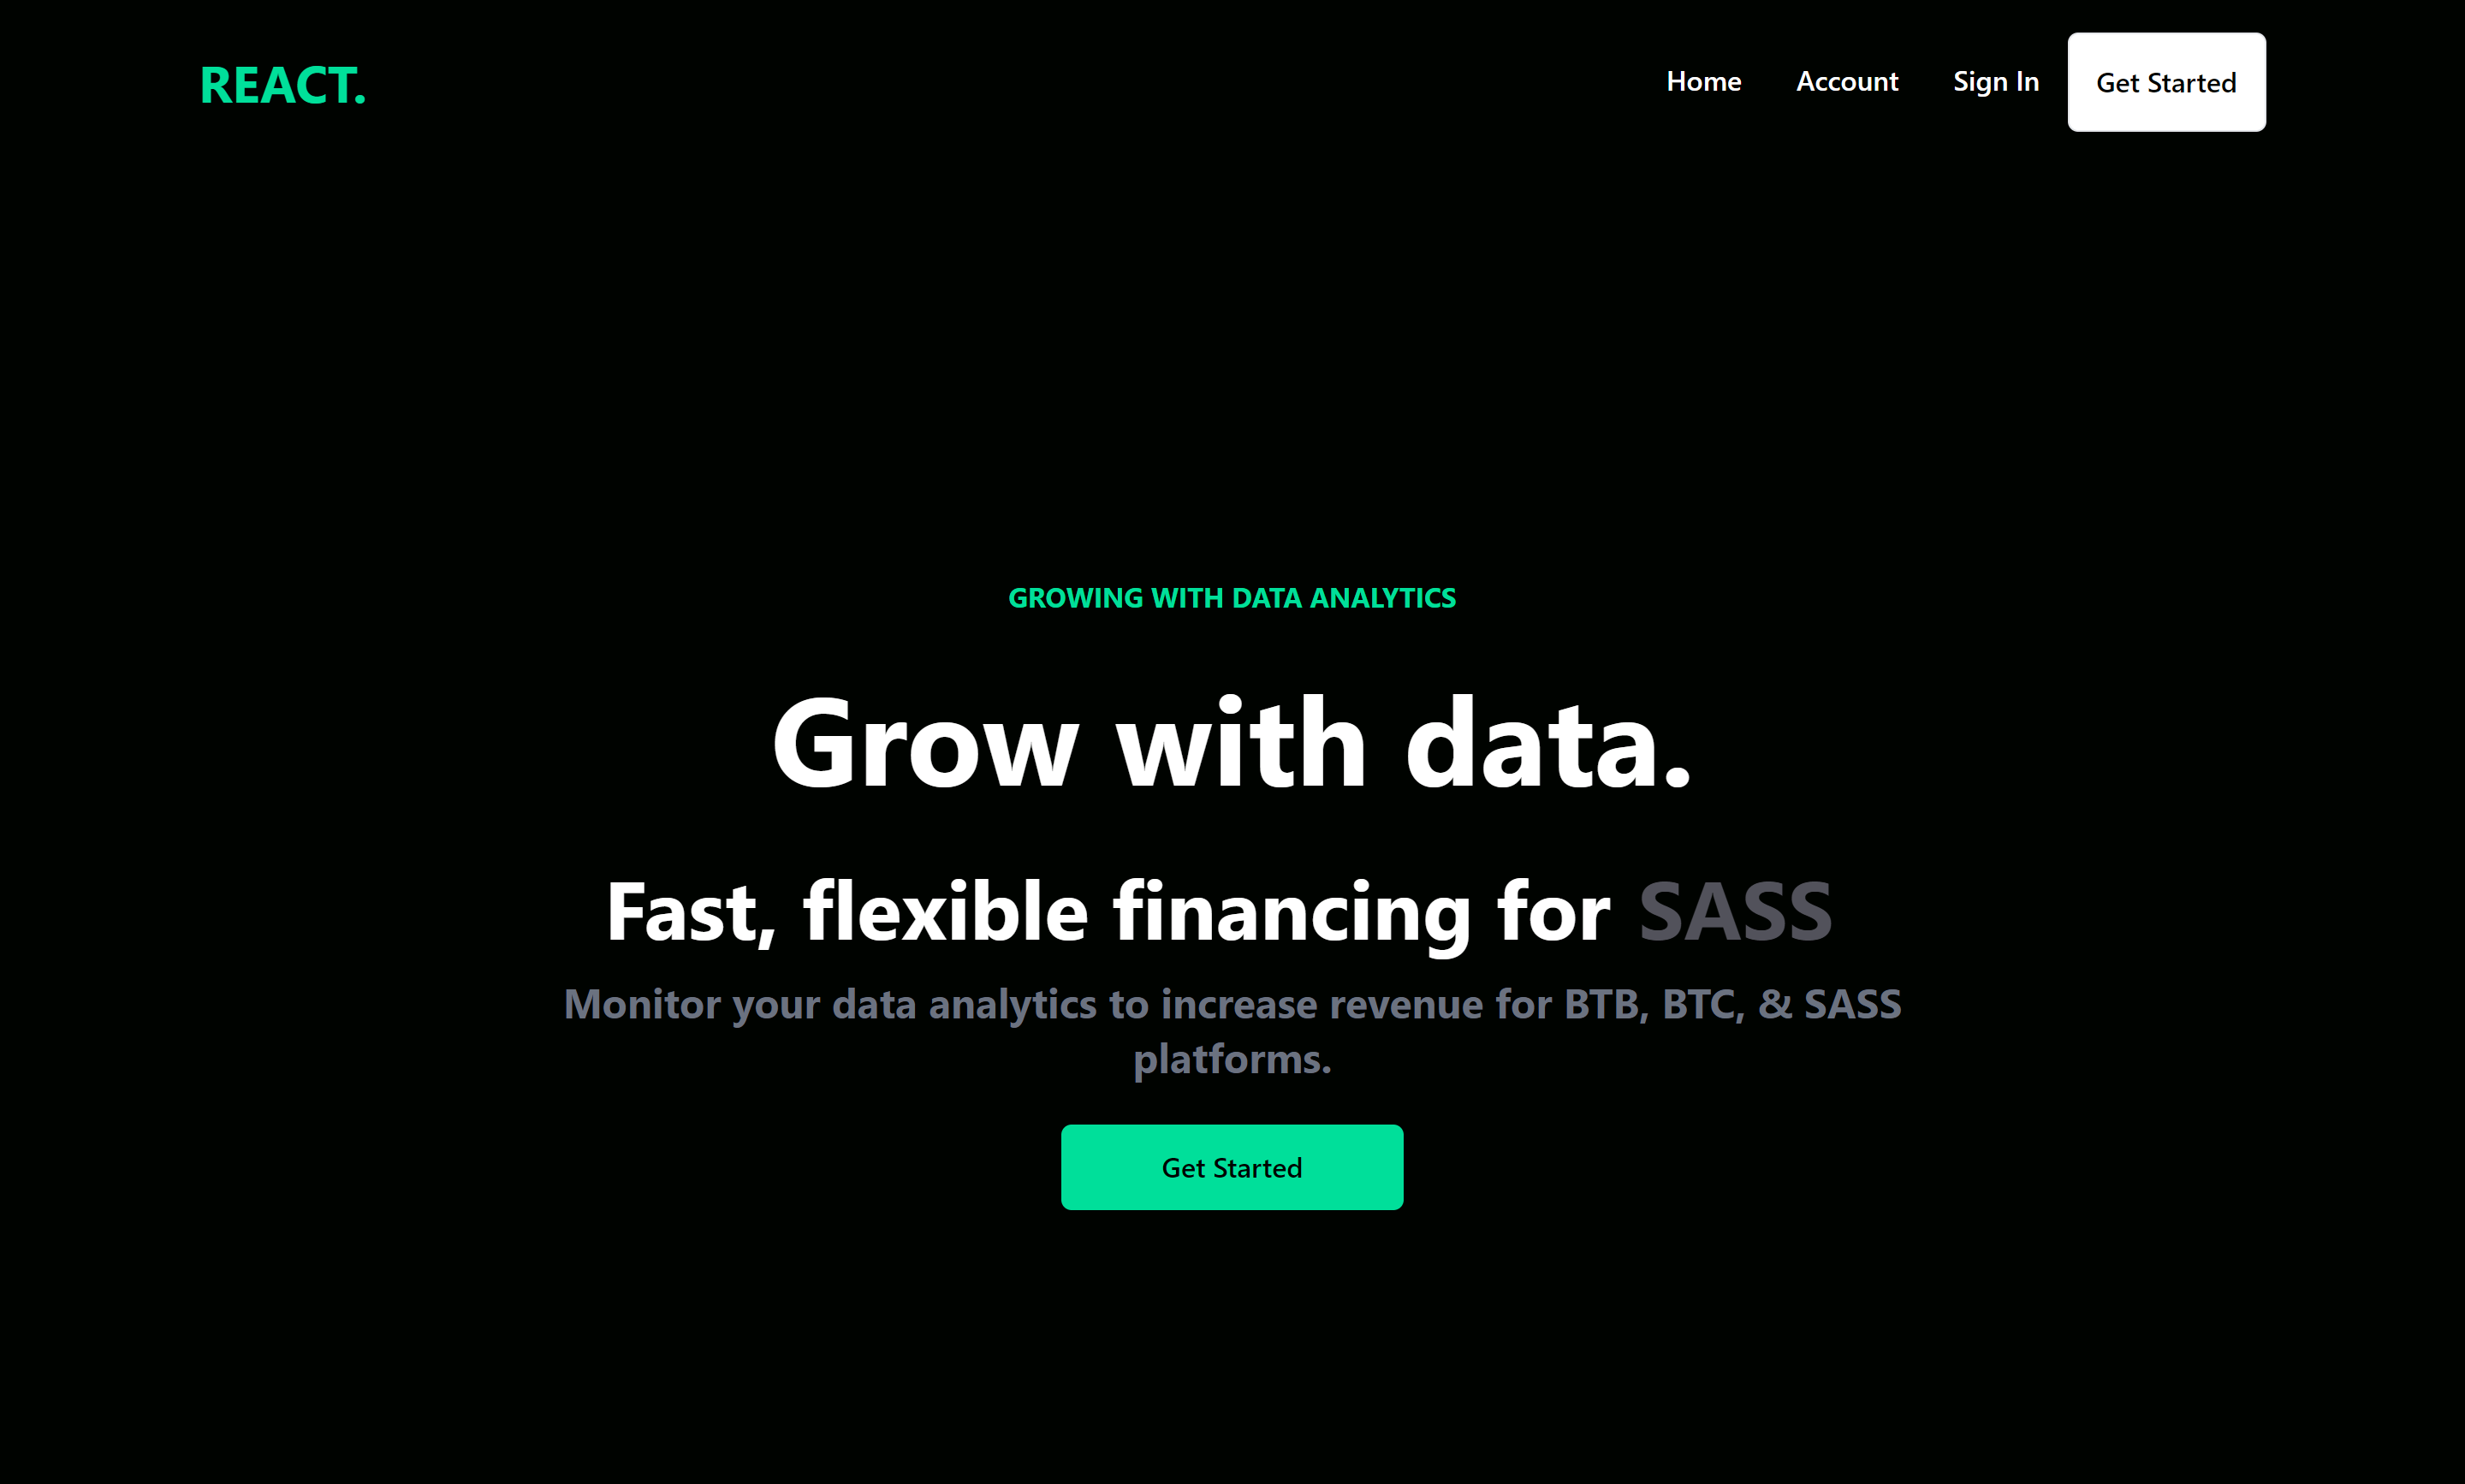 REACT.
Home
Account
Sign In
Get Started
GROWING WITH DATA ANALYTICS
Grow with data.
Fast, flexible financing for SASS
Monitor your data analytics to increase revenue for BTB, BTC, & SASS
platforms.
Get Started